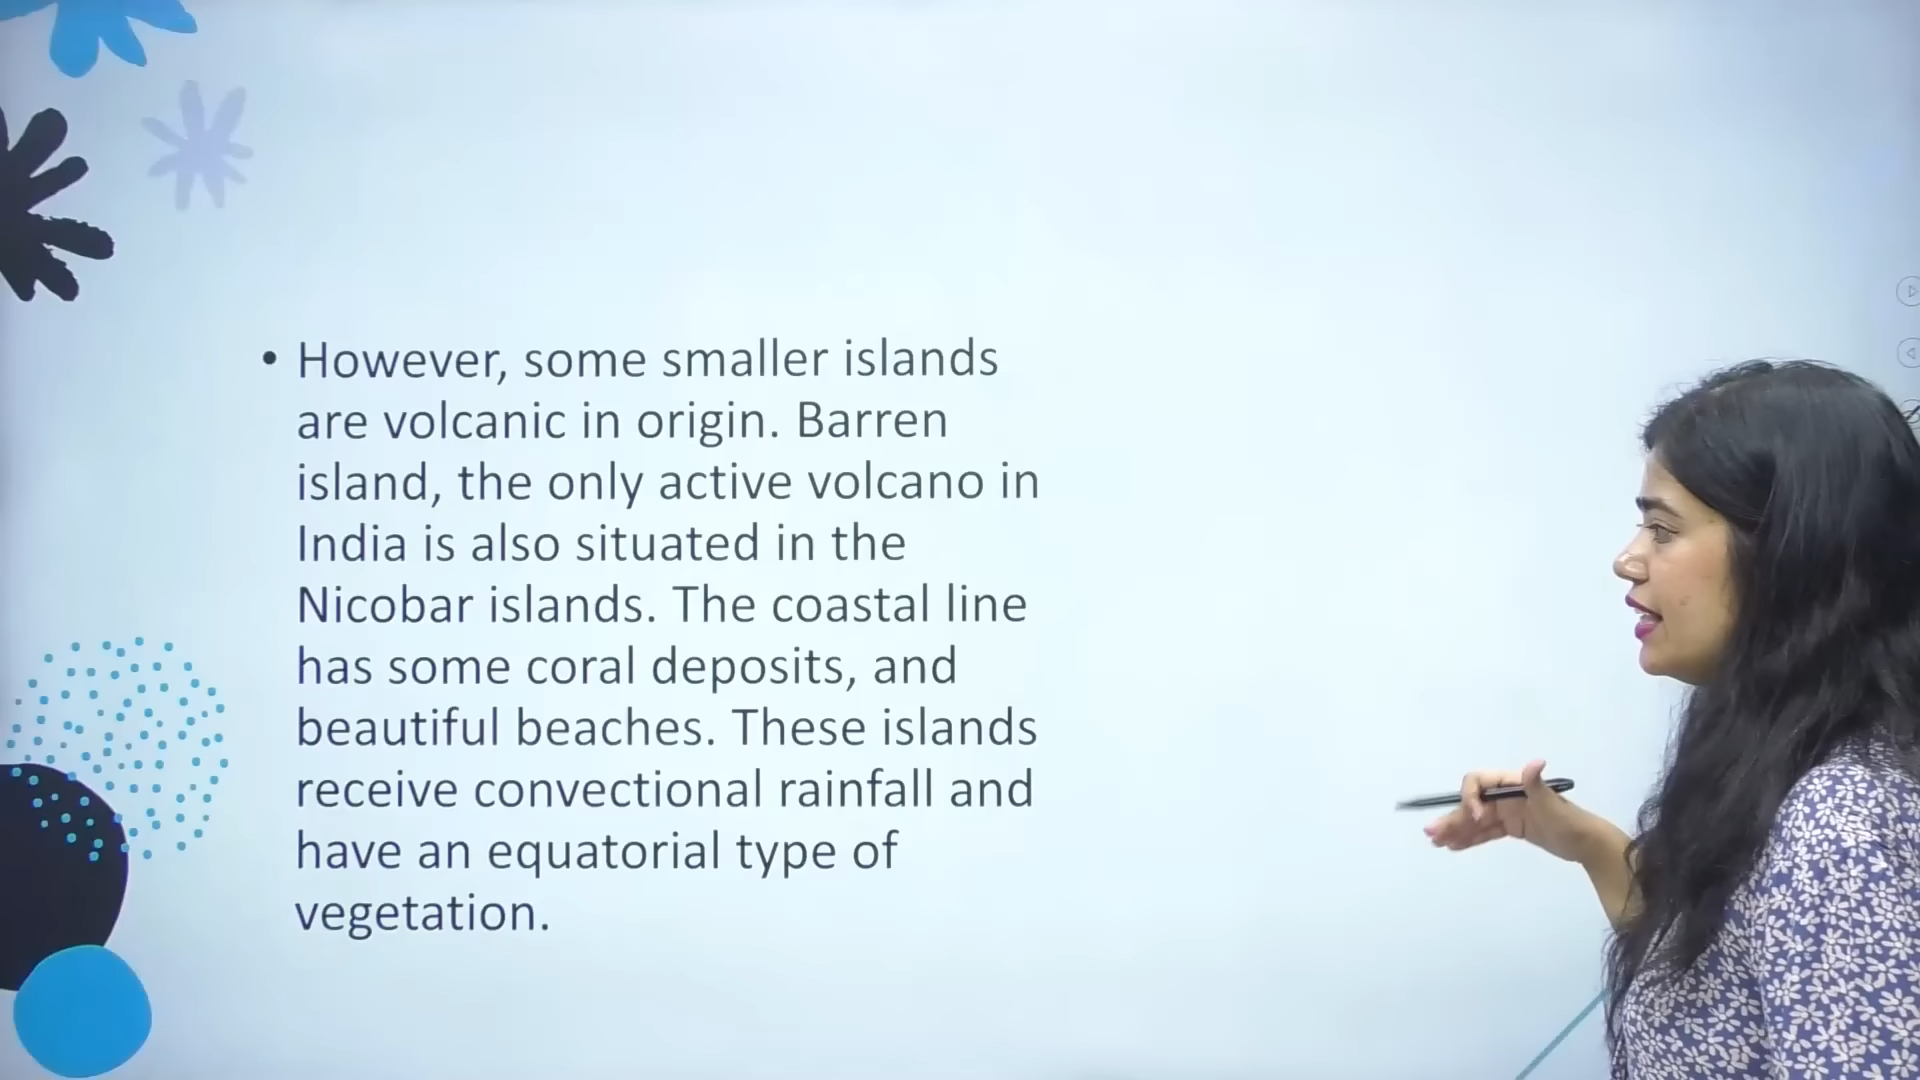 • However, some smaller islands
are volcanic in origin. Barren
island, the only active volcano in
India is also situated in the
Nicobar islands. The coastal line
has some coral deposits, and
beautiful beaches. These islands
receive convectional rainfall and
have an equatorial type of
vegetation.